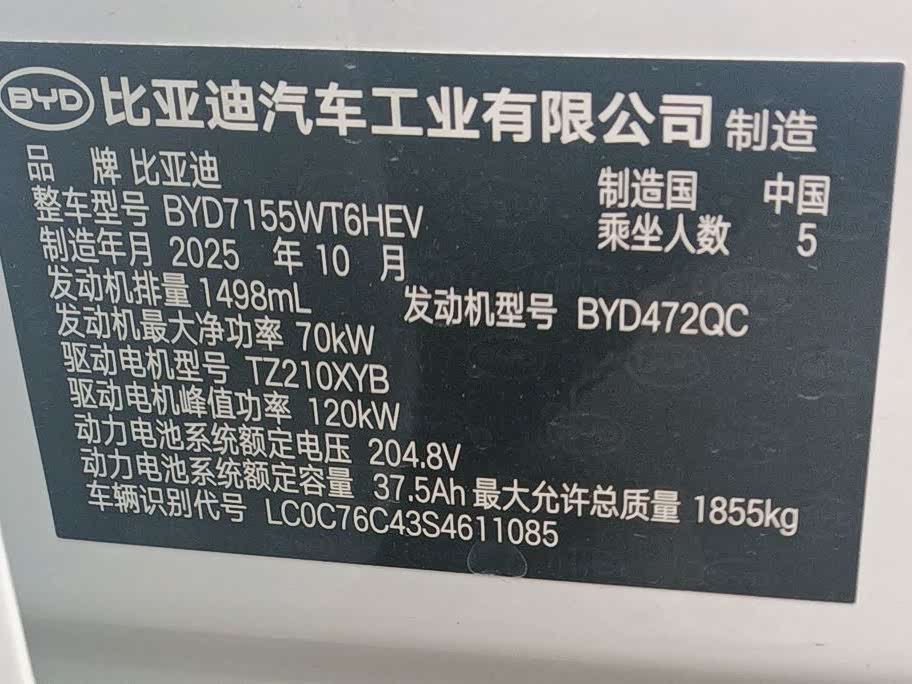 BYD 比亚迪汽车工业有限公司 制造
品 牌 比亚迪 制造国 中国
整车型号 BYD7155WT6HEV 乘坐人数 5
制造年月 2025 年 10 月
发动机排量 1498mL 发动机型号 BYD472QC
发动机最大净功率 70kW
驱动电机型号 TZ210XYB
驱动电机峰值功率 120kW
动力电池系统额定电压 204.8V
动力电池系统额定容量 37.5Ah 最大允许总质量 1855kg
车辆识别代号 LC0C76C43S4611085